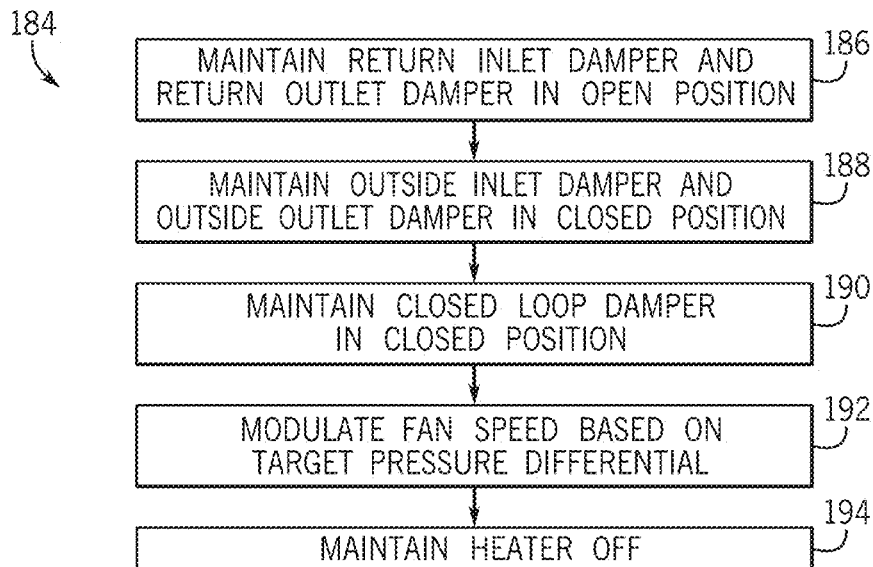 184
186
MAINTAIN RETURN INLET DAMPER AND
RETURN OUTLET DAMPER IN OPEN POSITION
188
MAINTAIN OUTSIDE INLET DAMPER AND
OUTSIDE OUTLET DAMPER IN CLOSED POSITION
190
MAINTAIN CLOSED LOOP DAMPER
IN CLOSED POSITION
192
MODULATE FAN SPEED BASED ON
TARGET PRESSURE DIFFERENTIAL
194
MAINTAIN HEATER OFF